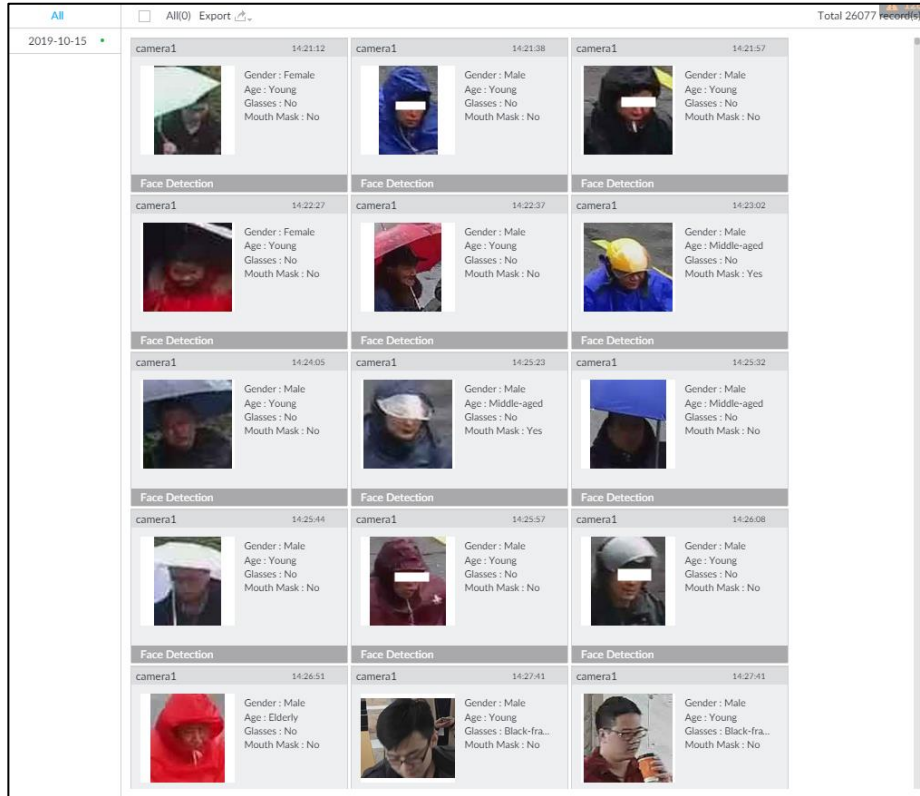 All
All(0) Export
Total 26077 record(s)
2019-10-15
camera1 14:21:12
Gender : Female
Age : Young
Glasses : No
Mouth Mask : No
Face Detection
camera1 14:21:38
Gender : Male
Age : Young
Glasses : No
Mouth Mask : No
Face Detection
camera1 14:21:57
Gender : Male
Age : Young
Glasses : No
Mouth Mask : No
Face Detection
camera1 14:22:27
Gender : Female
Age : Young
Glasses : No
Mouth Mask : No
Face Detection
camera1 14:22:37
Gender : Male
Age : Young
Glasses : No
Mouth Mask : No
Face Detection
camera1 14:23:02
Gender : Male
Age : Middle-aged
Glasses : No
Mouth Mask : Yes
Face Detection
camera1 14:24:05
Gender : Male
Age : Young
Glasses : No
Mouth Mask : No
Face Detection
camera1 14:25:23
Gender : Male
Age : Middle-aged
Glasses : No
Mouth Mask : Yes
Face Detection
camera1 14:25:32
Gender : Male
Age : Middle-aged
Glasses : No
Mouth Mask : No
Face Detection
camera1 14:25:44
Gender : Male
Age : Young
Glasses : No
Mouth Mask : No
Face Detection
camera1 14:25:57
Gender : Male
Age : Young
Glasses : No
Mouth Mask : No
Face Detection
camera1 14:26:08
Gender : Male
Age : Young
Glasses : No
Mouth Mask : No
Face Detection
camera1 14:26:51
Gender : Male
Age : Elderly
Glasses : No
Mouth Mask : No
camera1 14:27:41
Gender : Male
Age : Young
Glasses : Black-fra...
Mouth Mask : No
camera1 14:27:41
Gender : Male
Age : Young
Glasses : Black-fra...
Mouth Mask : No